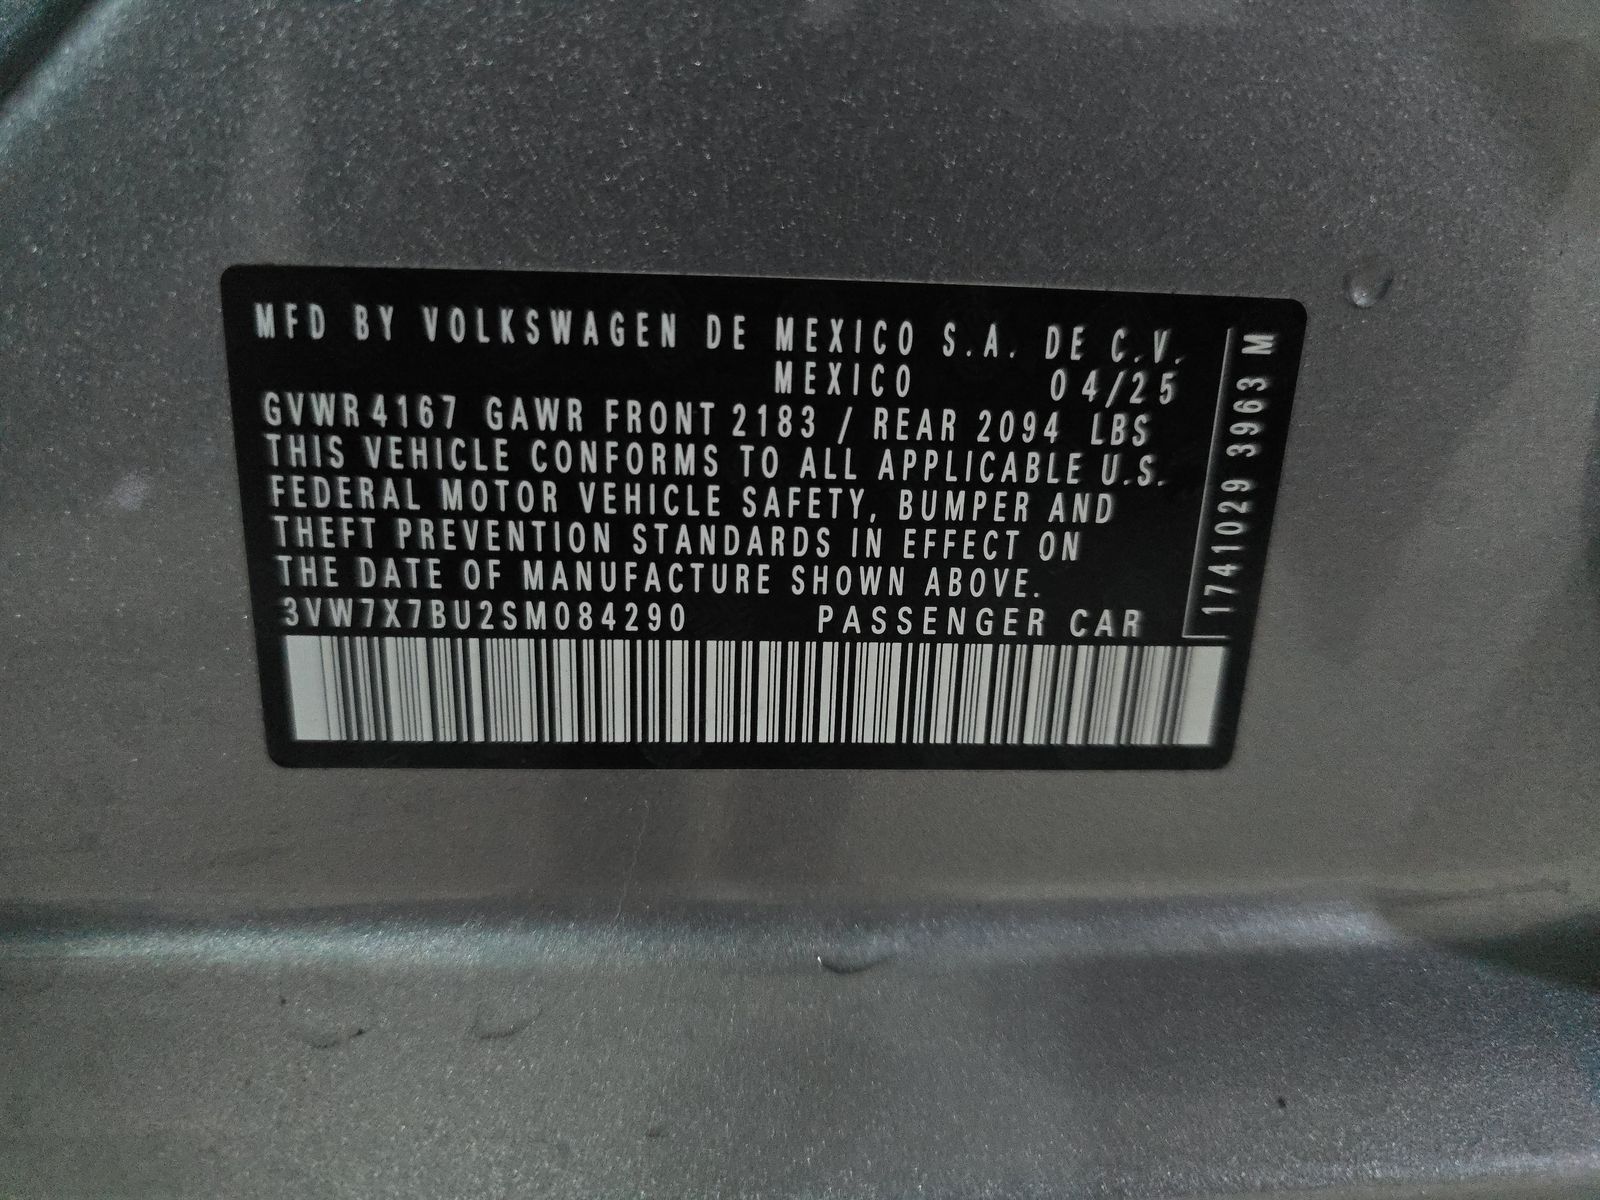 MFD BY VOLKSWAGEN DE MEXICO S.A. DE C.V.
MEXICO 04/25
GVWR 4167 GAWR FRONT 2183 / REAR 2094 LBS
THIS VEHICLE CONFORMS TO ALL APPLICABLE U.S.
FEDERAL MOTOR VEHICLE SAFETY, BUMPER AND
THEFT PREVENTION STANDARDS IN EFFECT ON
THE DATE OF MANUFACTURE SHOWN ABOVE.
3VW7X7BU2SM084290 PASSENGER CAR
1741029 3963 M